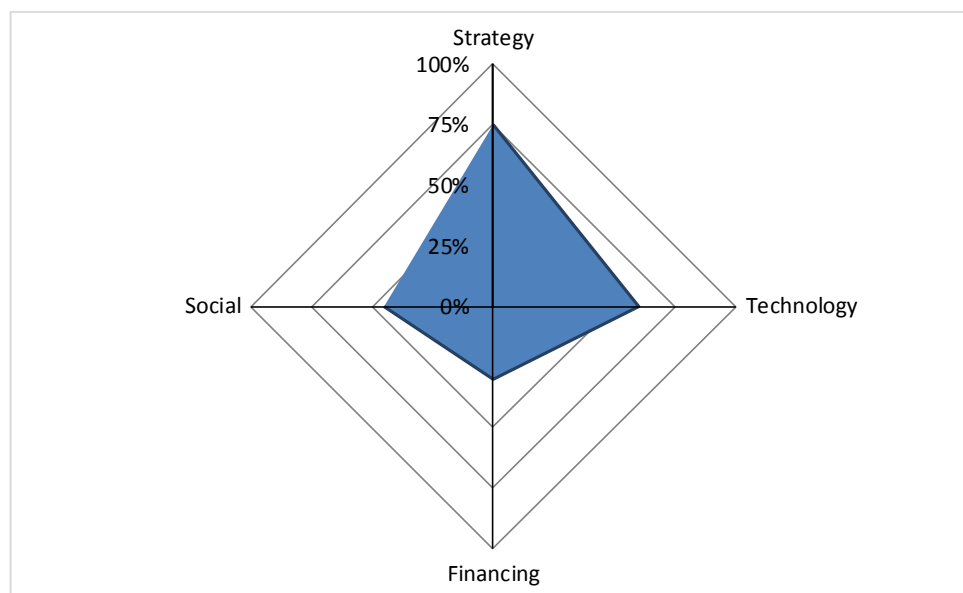 Strategy
100%
75%
50%
25%
Social
0%
Technology
Financing